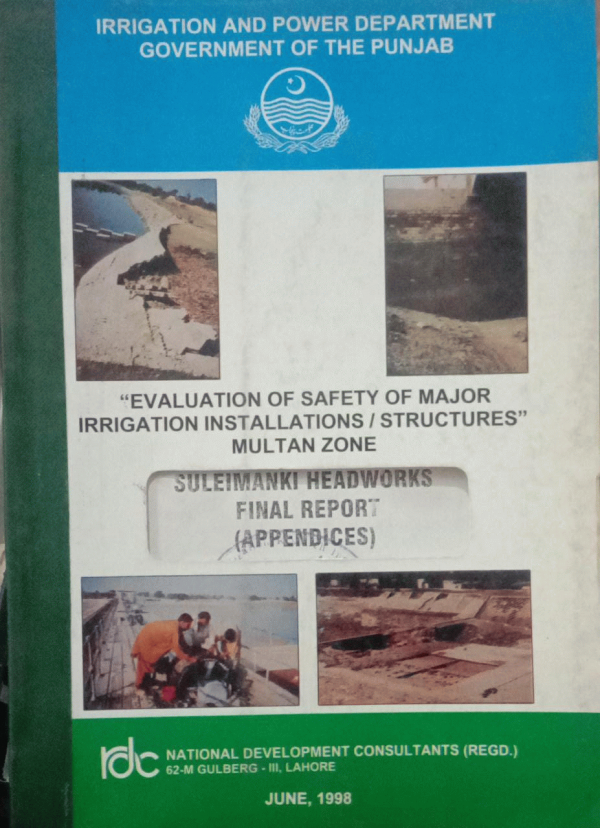 IRRIGATION AND POWER DEPARTMENT
GOVERNMENT OF THE PUNJAB
“EVALUATION OF SAFETY OF MAJOR
IRRIGATION INSTALLATIONS / STRUCTURES”
MULTAN ZONE
SULEIMANKI HEADWORKS
FINAL REPORT
(APPENDICES)
ndc NATIONAL DEVELOPMENT CONSULTANTS (REGD.)
62-M GULBERG - III, LAHORE
JUNE, 1998